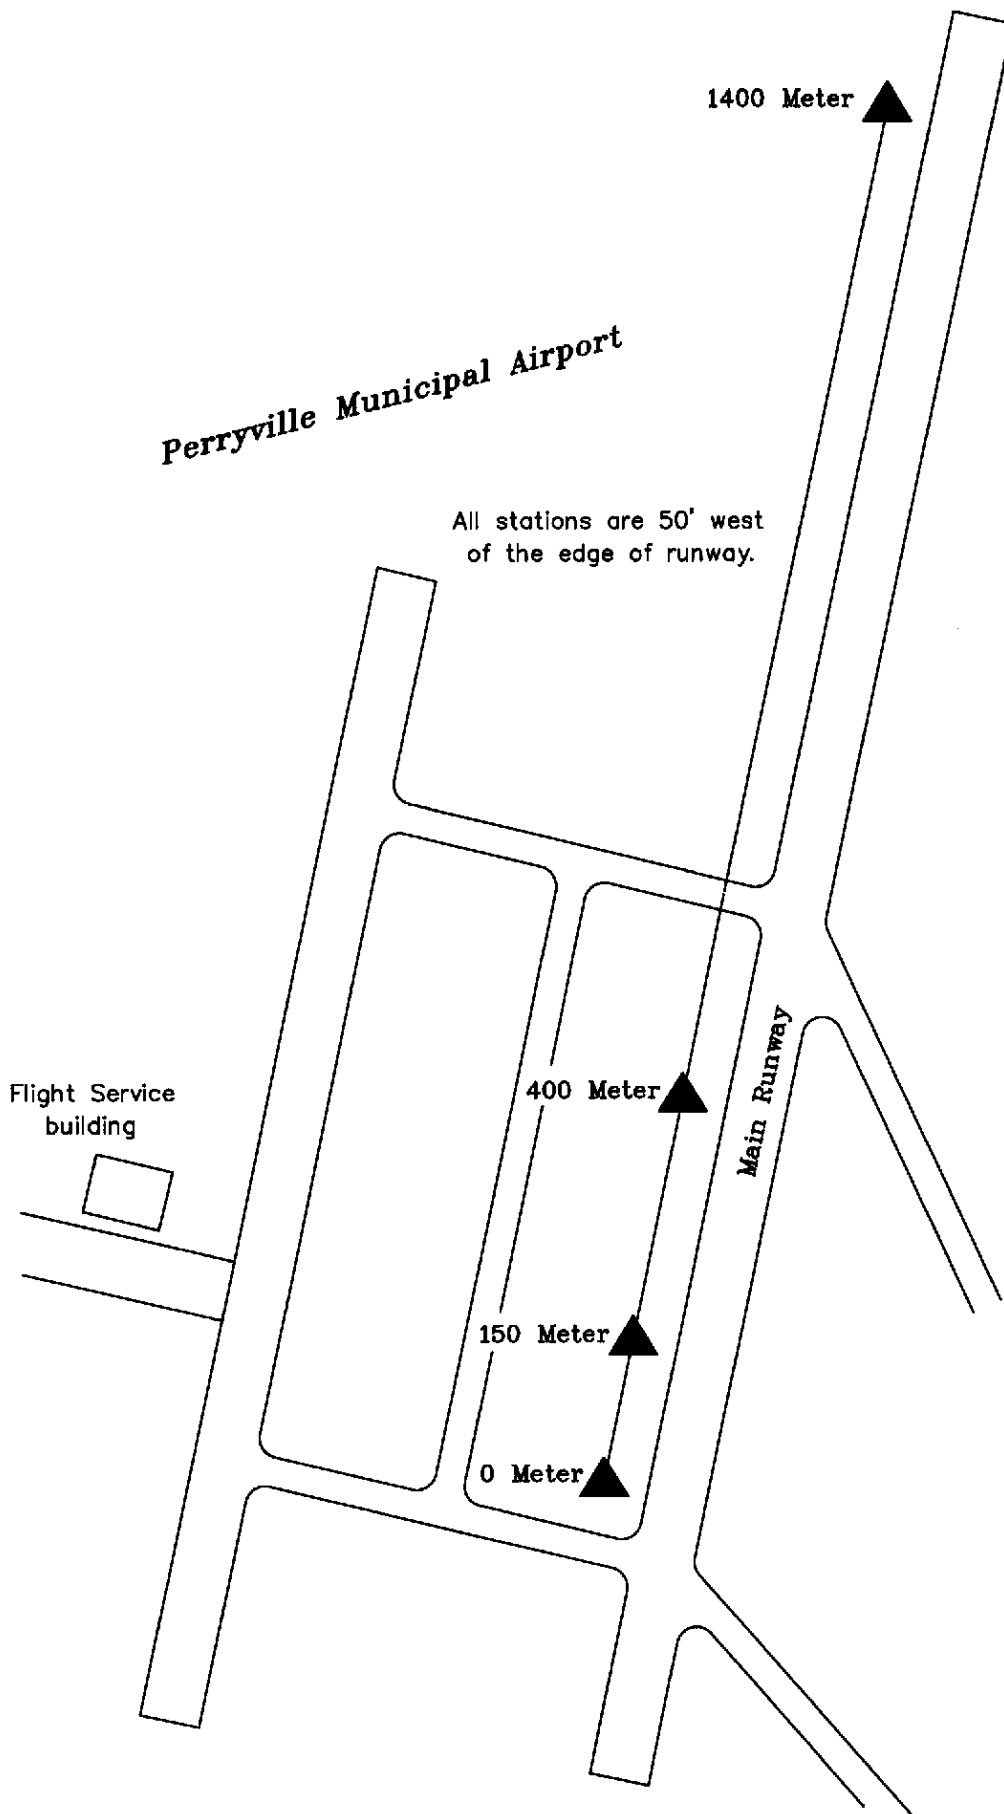 1400 Meter
Perryville Municipal Airport
All stations are 50' west
of the edge of runway.
Main Runway
Flight Service
building
400 Meter
150 Meter
0 Meter